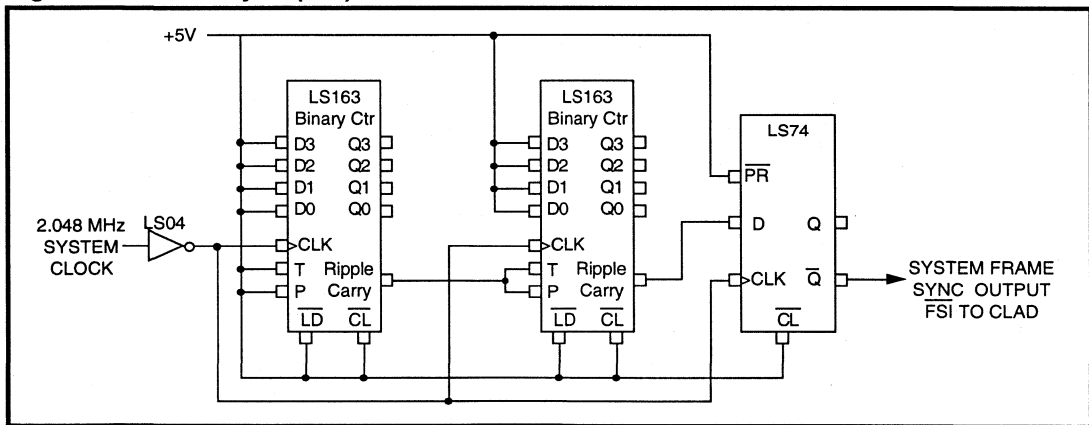 +5V
LS163
Binary Ctr
D3 Q3
D2 Q2
D1 Q1
D0 Q0
CLK
T Ripple
P Carry
LD CL
LS163
Binary Ctr
D3 Q3
D2 Q2
D1 Q1
D0 Q0
CLK
T Ripple
P Carry
LD CL
LS74
PR
D Q
CLK Q
CL
2.048 MHz
SYSTEM
CLOCK
LS04
SYSTEM FRAME
SYNC OUTPUT
FSI TO CLAD